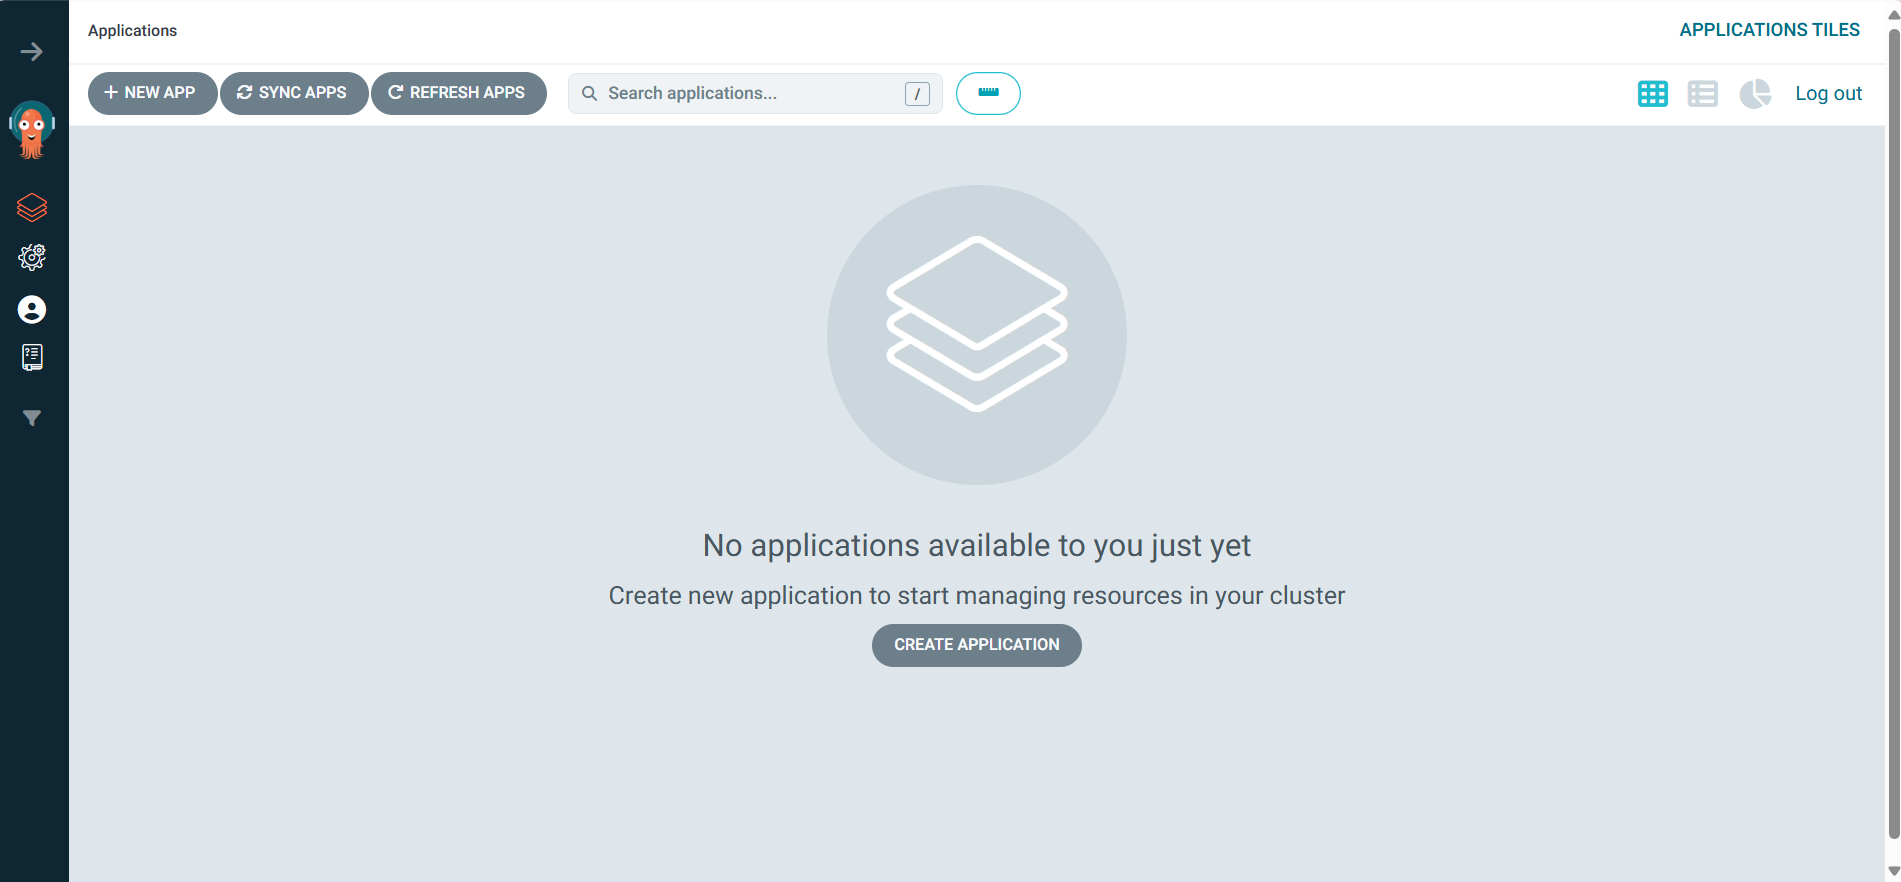 Applications
APPLICATIONS TILES
NEW APP
SYNC APPS
REFRESH APPS
Search applications...
/
Log out
No applications available to you just yet
Create new application to start managing resources in your cluster
CREATE APPLICATION